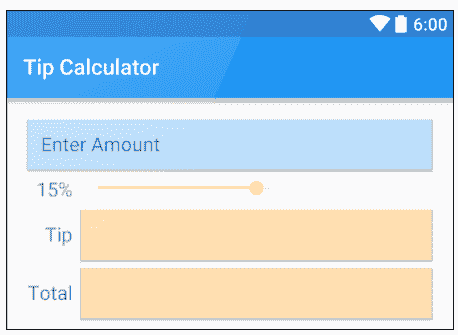 6:00
Tip Calculator
Enter Amount
15%
Tip
Total